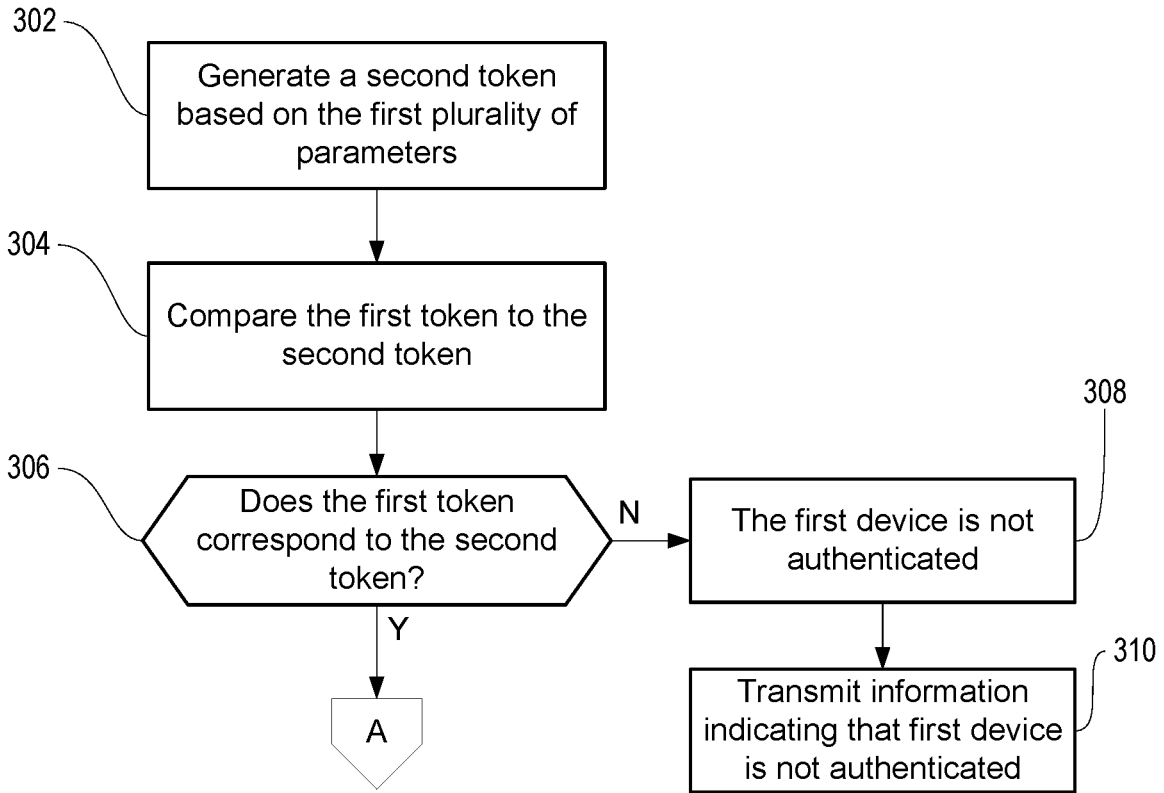 302
Generate a second token
based on the first plurality of
parameters
304
Compare the first token to the
second token
306
Does the first token
correspond to the second
token?
N
308
The first device is not
authenticated
Y
310
Transmit information
indicating that first device
is not authenticated
A